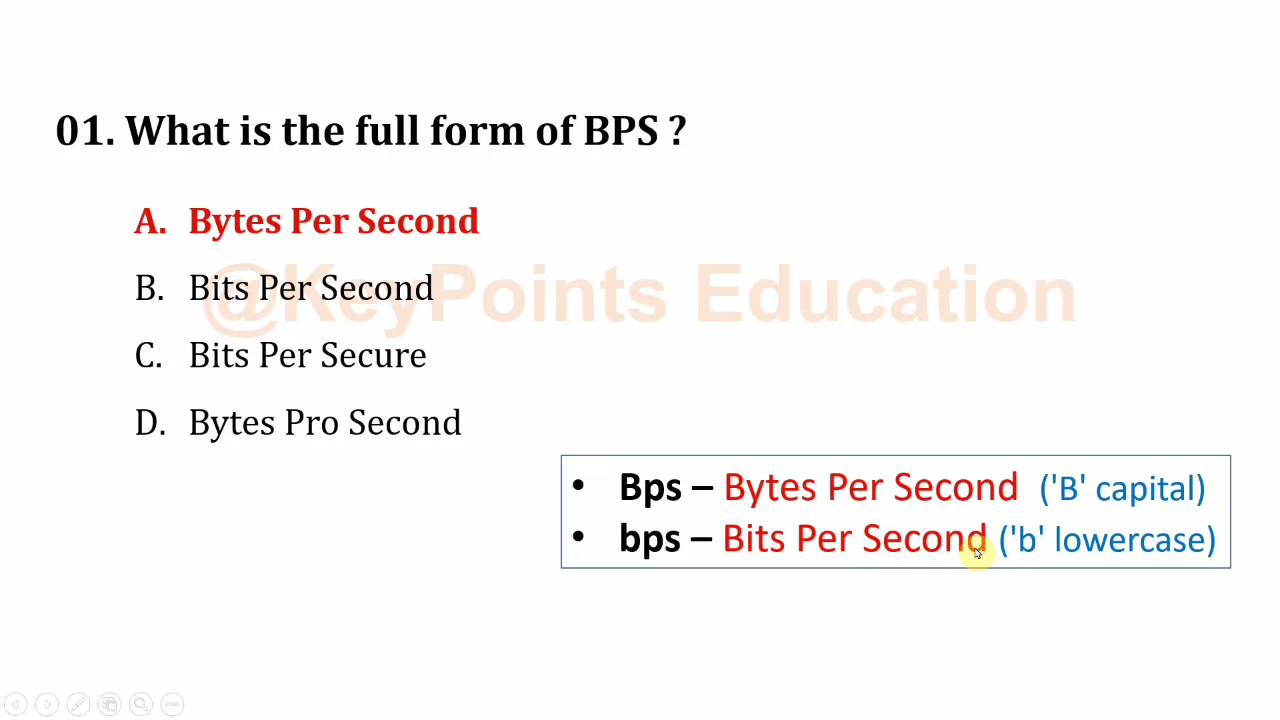 01. What is the full form of BPS ?
A. Bytes Per Second
B. Bits Per Second
@KeyPoints Education
C. Bits Per Secure
D. Bytes Pro Second
• Bps – Bytes Per Second ('B' capital)
• bps – Bits Per Second ('b' lowercase)